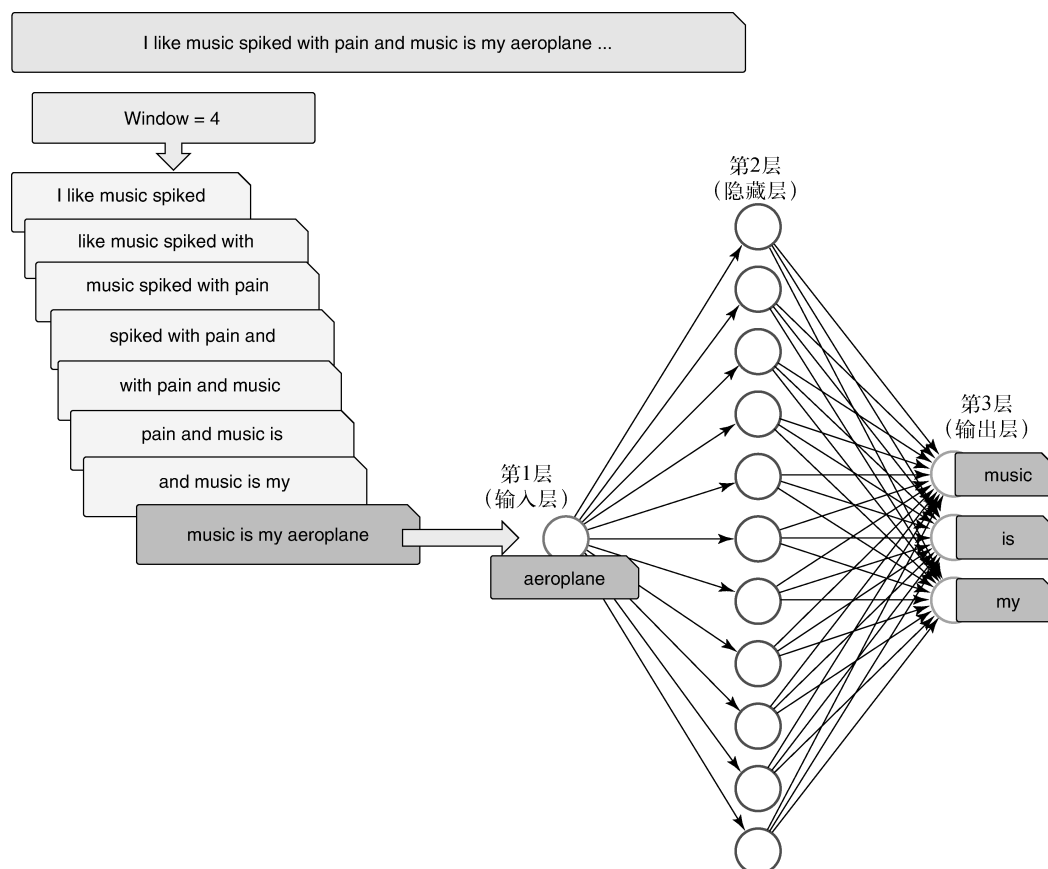 I like music spiked with pain and music is my aeroplane ...
Window = 4
I like music spiked
like music spiked with
music spiked with pain
spiked with pain and
with pain and music
pain and music is
and music is my
music is my aeroplane
第1层
（输入层）
aeroplane
第2层
（隐藏层）
第3层
（输出层）
music
is
my